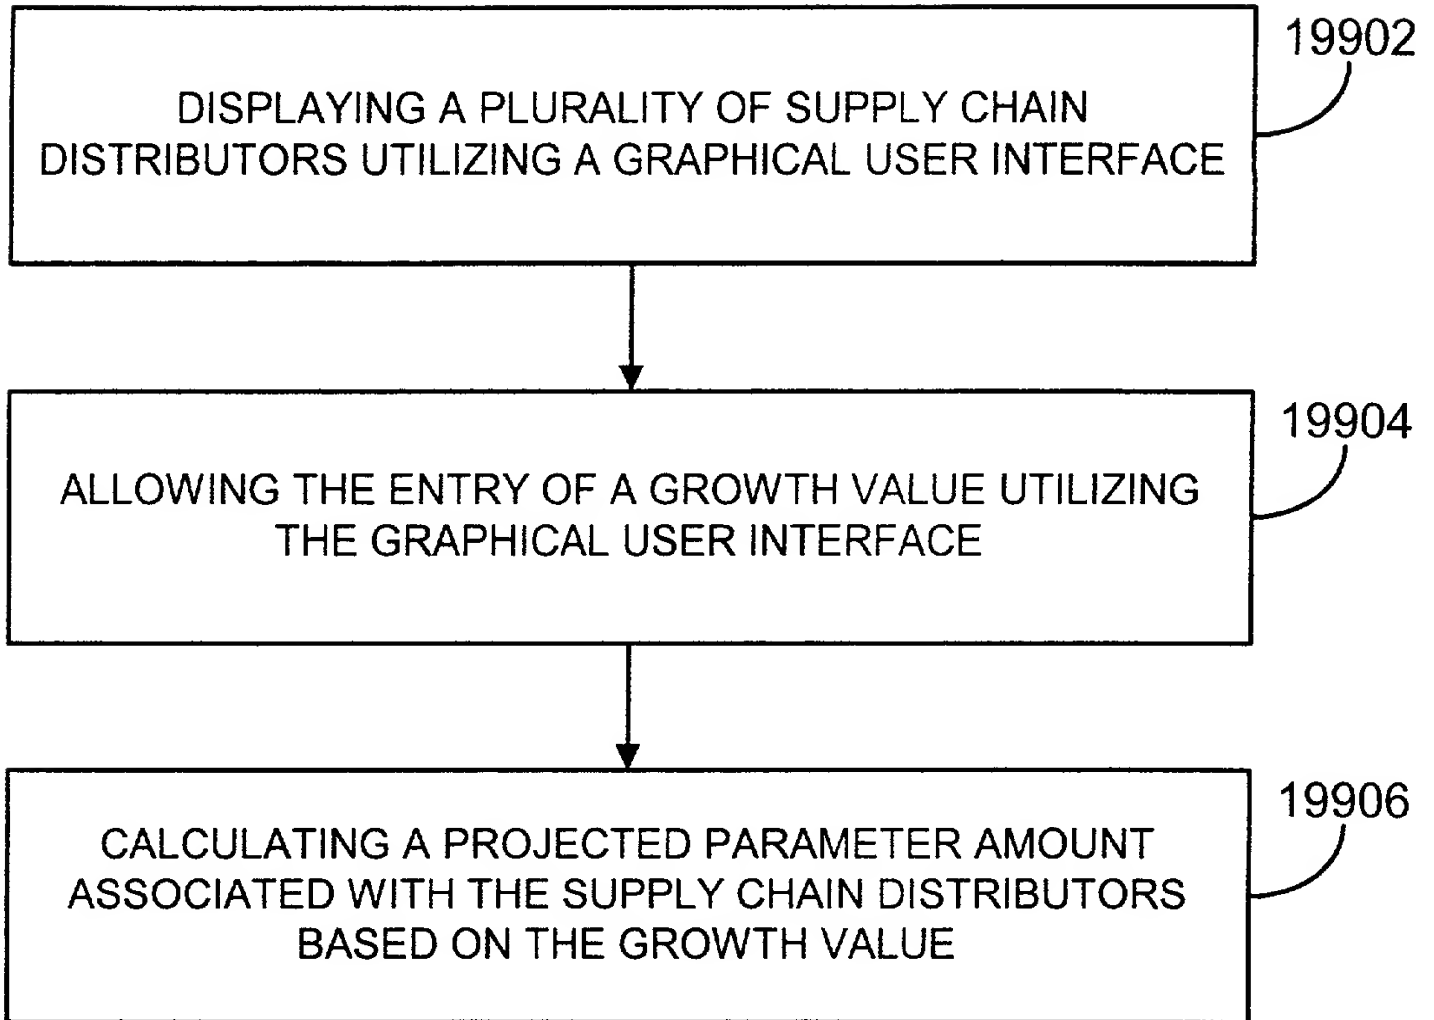 19902
DISPLAYING A PLURALITY OF SUPPLY CHAIN
DISTRIBUTORS UTILIZING A GRAPHICAL USER INTERFACE
19904
ALLOWING THE ENTRY OF A GROWTH VALUE UTILIZING
THE GRAPHICAL USER INTERFACE
19906
CALCULATING A PROJECTED PARAMETER AMOUNT
ASSOCIATED WITH THE SUPPLY CHAIN DISTRIBUTORS
BASED ON THE GROWTH VALUE